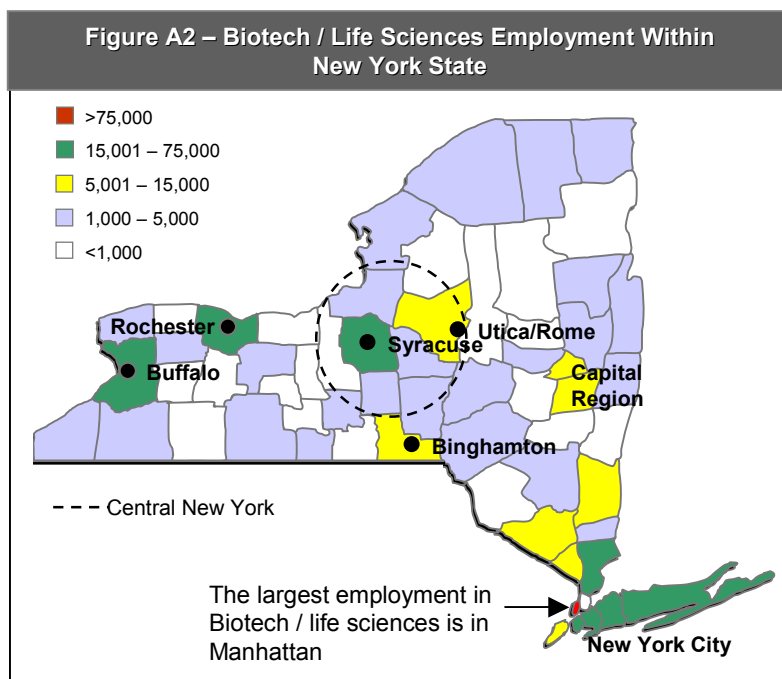 Figure A2 – Biotech / Life Sciences Employment Within
New York State
>75,000
15,001 – 75,000
5,001 – 15,000
1,000 – 5,000
<1,000
Rochester
Buffalo
Syracuse
Utica/Rome
Capital
Region
Binghamton
Central New York
The largest employment in
Biotech / life sciences is in
Manhattan
New York City